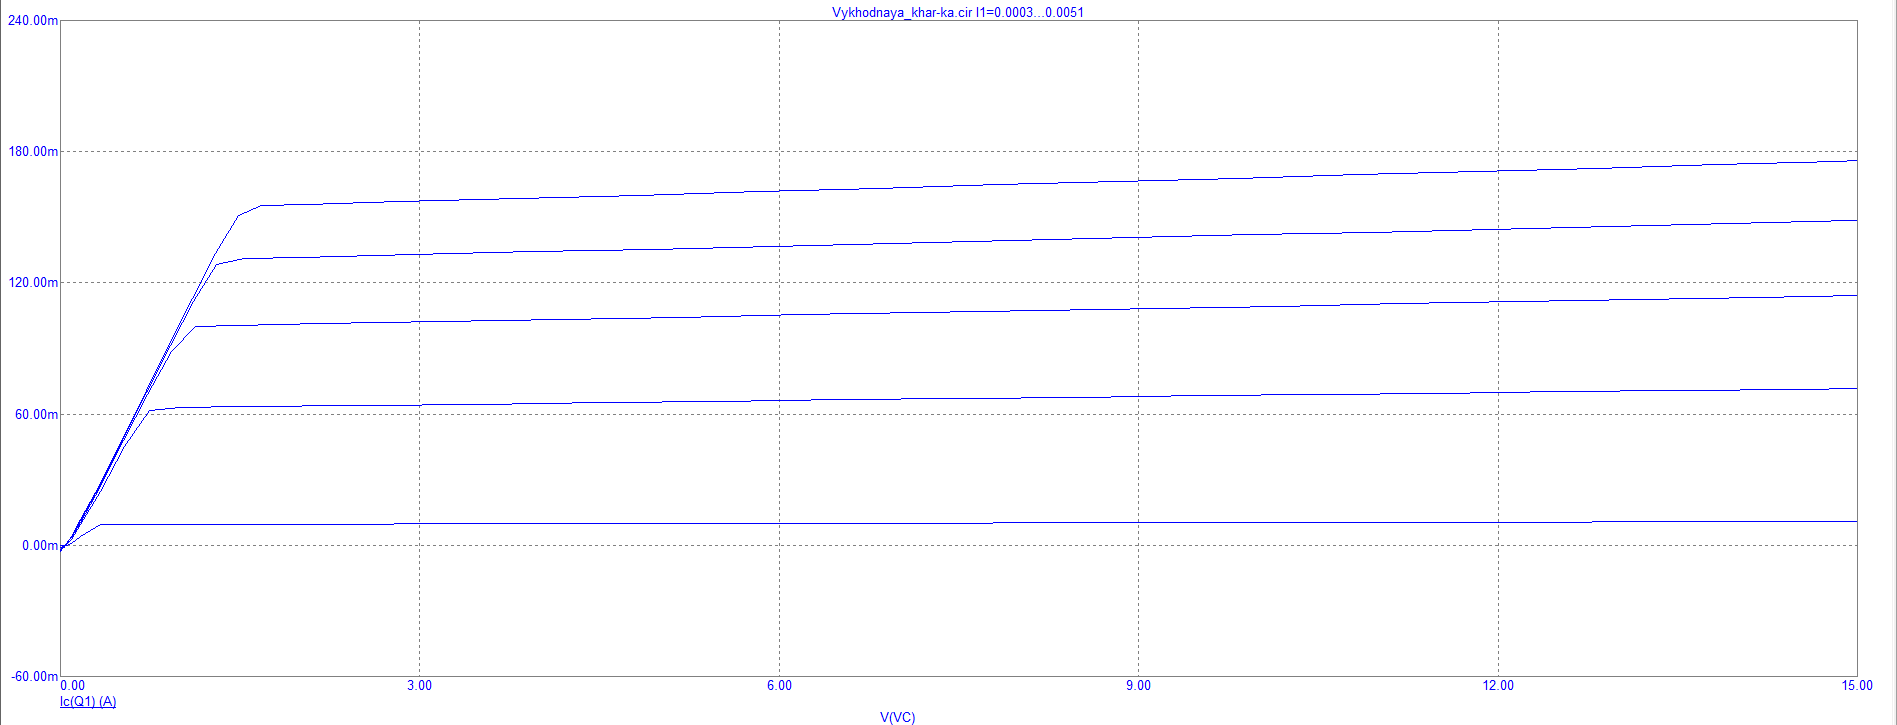 Vykhodnaya_khar-ka.cir I1=0.0003...0.0051
240.00m
180.00m
120.00m
60.00m
0.00m
-60.00m
0.00 3.00 6.00 9.00 12.00 15.00
Ic(Q1) (A)
V(VC)